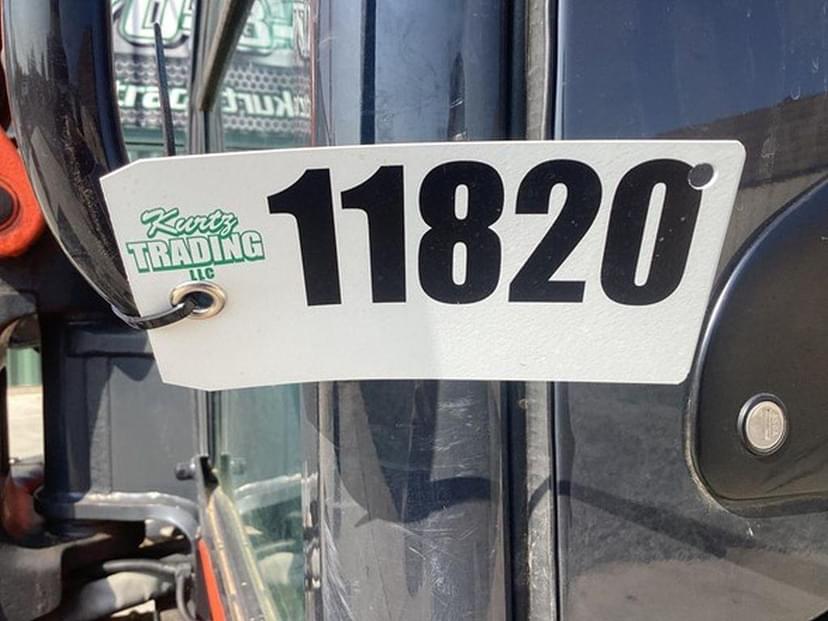 Kurtz
TRADING
LLC
11820